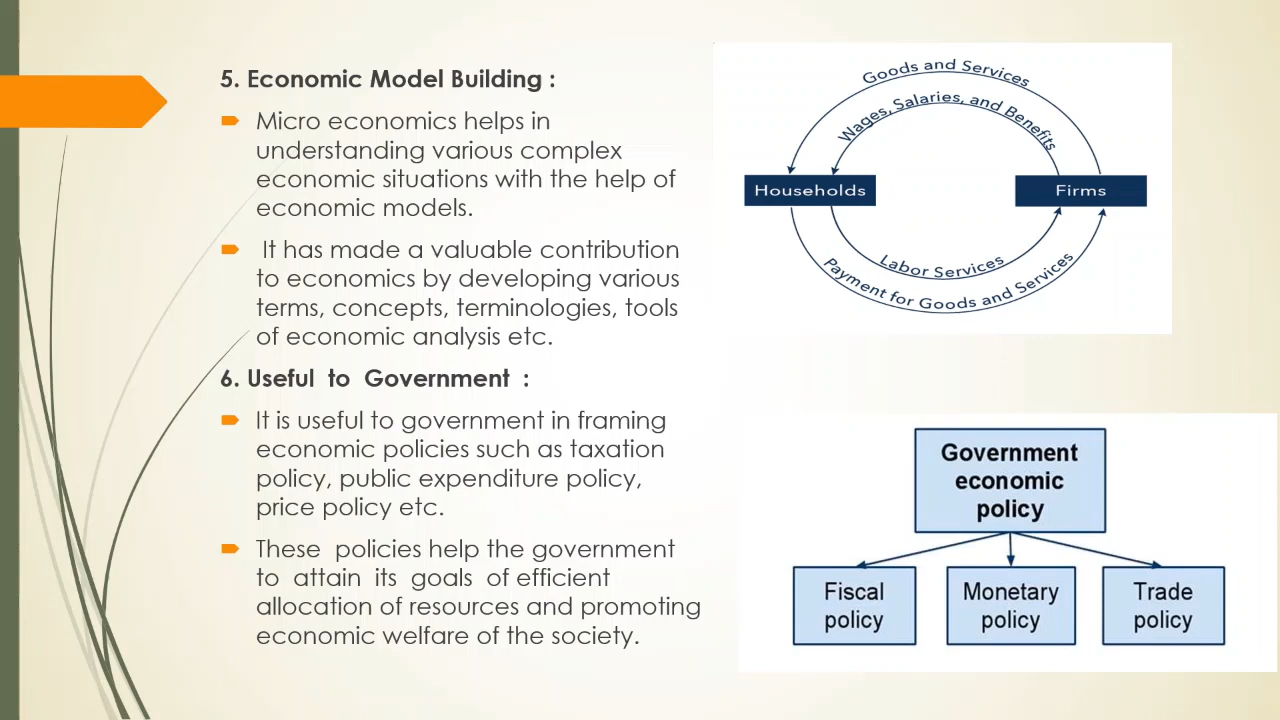 5. Economic Model Building :
Micro economics helps in
understanding various complex
economic situations with the help of
economic models.
It has made a valuable contribution
to economics by developing various
terms, concepts, terminologies, tools
of economic analysis etc.
6. Useful to Government :
It is useful to government in framing
economic policies such as taxation
policy, public expenditure policy,
price policy etc.
These policies help the government
to attain its goals of efficient
allocation of resources and promoting
economic welfare of the society.
Goods and Services
Wages, Salaries, and Benefits
Households
Firms
Labor Services
Payment for Goods and Services
Government
economic
policy
Fiscal
policy
Monetary
policy
Trade
policy